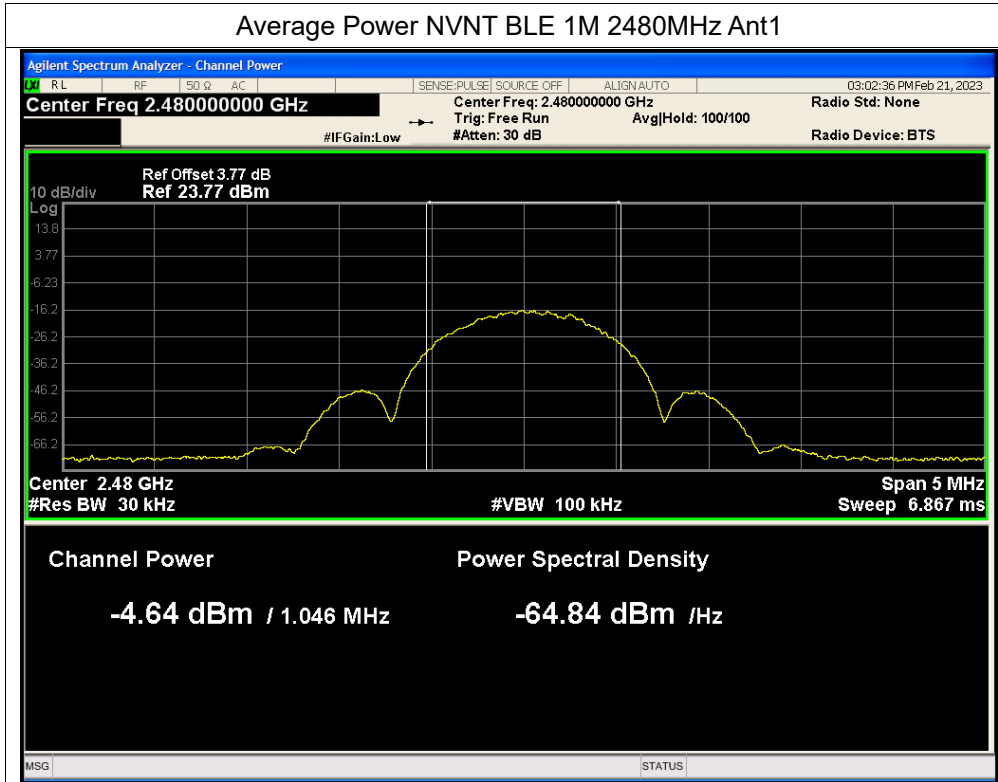 Average Power NVNT BLE 1M 2480MHz Ant1
Agilent Spectrum Analyzer - Channel Power
LXI RL RF 50 Ω AC SENSE:PULSE SOURCE OFF ALIGN AUTO 03:02:36 PM Feb 21, 2023
Center Freq 2.480000000 GHz Center Freq: 2.480000000 GHz Radio Std: None
Trig: Free Run Avg|Hold: 100/100
#IFGain:Low #Atten: 30 dB Radio Device: BTS
Ref Offset 3.77 dB
10 dB/div Ref 23.77 dBm
Log
13.8
3.77
-6.23
-16.2
-26.2
-36.2
-46.2
-56.2
-66.2
Center 2.48 GHz Span 5 MHz
#Res BW 30 kHz #VBW 100 kHz Sweep 6.867 ms
Channel Power Power Spectral Density
-4.64 dBm / 1.046 MHz -64.84 dBm /Hz
MSG STATUS